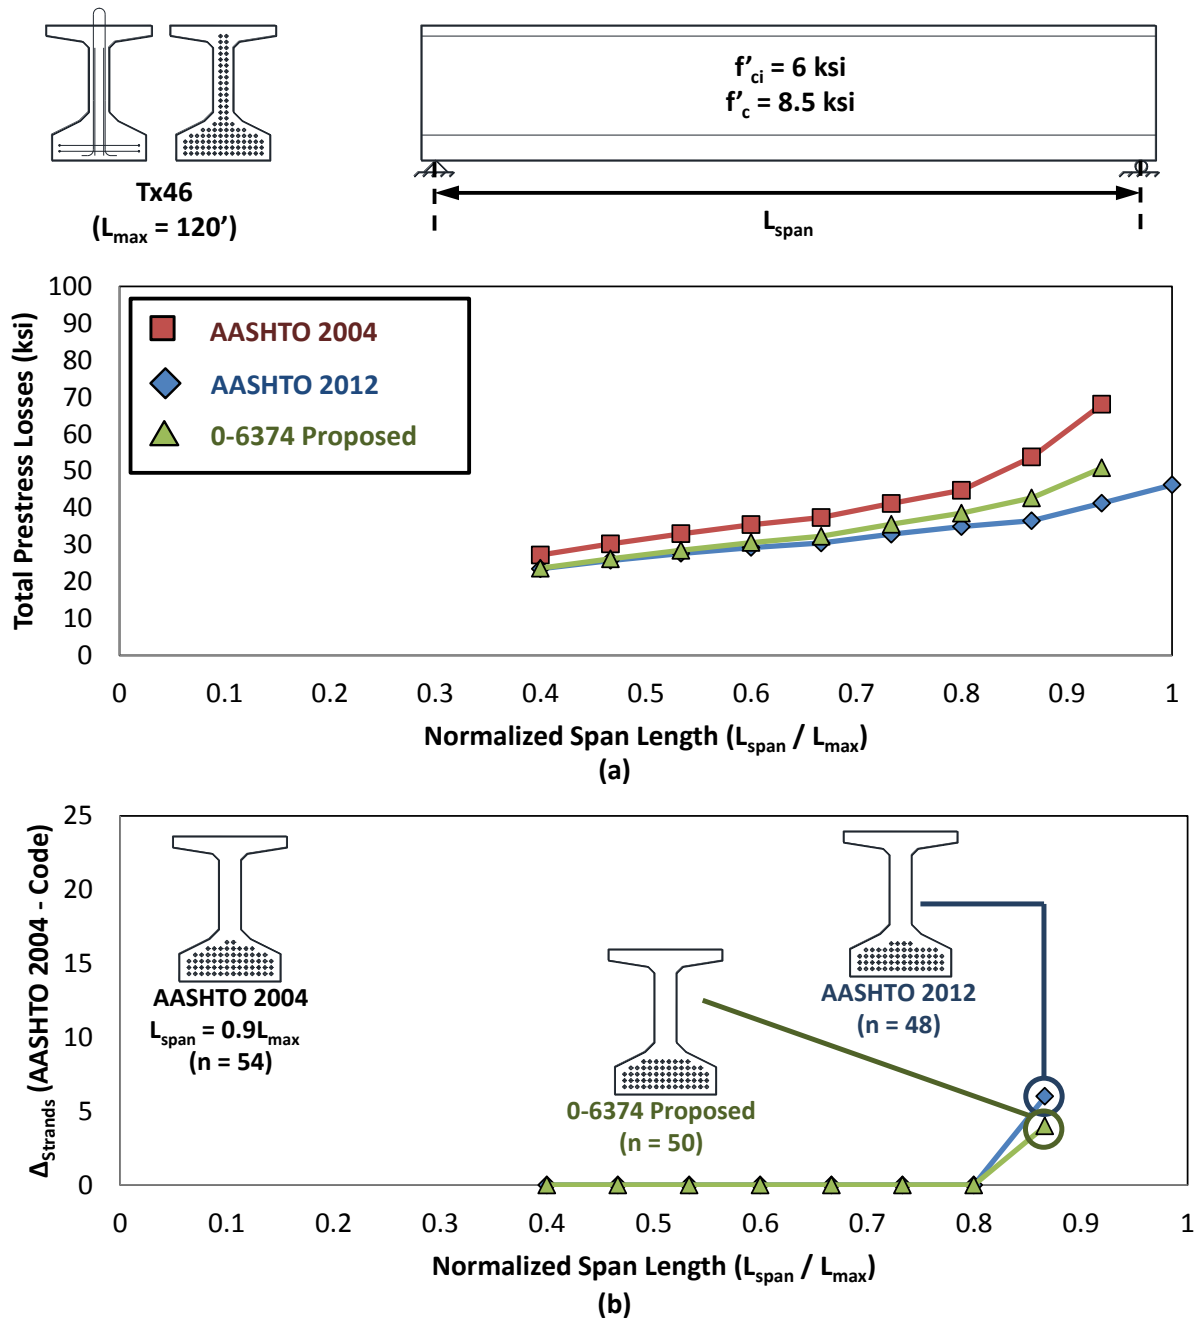 f'ci = 6 ksi
f'c = 8.5 ksi
Tx46
(Lmax = 120’)
Lspan
Total Prestress Losses (ksi)
100
90
80
70
60
50
40
30
20
10
0
AASHTO 2004
AASHTO 2012
0-6374 Proposed
0 0.1 0.2 0.3 0.4 0.5 0.6 0.7 0.8 0.9 1
Normalized Span Length (Lspan / Lmax)
(a)
ΔStrands (AASHTO 2004 - Code)
25
20
15
10
5
0
AASHTO 2004
Lspan = 0.9Lmax
(n = 54)
0-6374 Proposed
(n = 50)
AASHTO 2012
(n = 48)
0 0.1 0.2 0.3 0.4 0.5 0.6 0.7 0.8 0.9 1
Normalized Span Length (Lspan / Lmax)
(b)